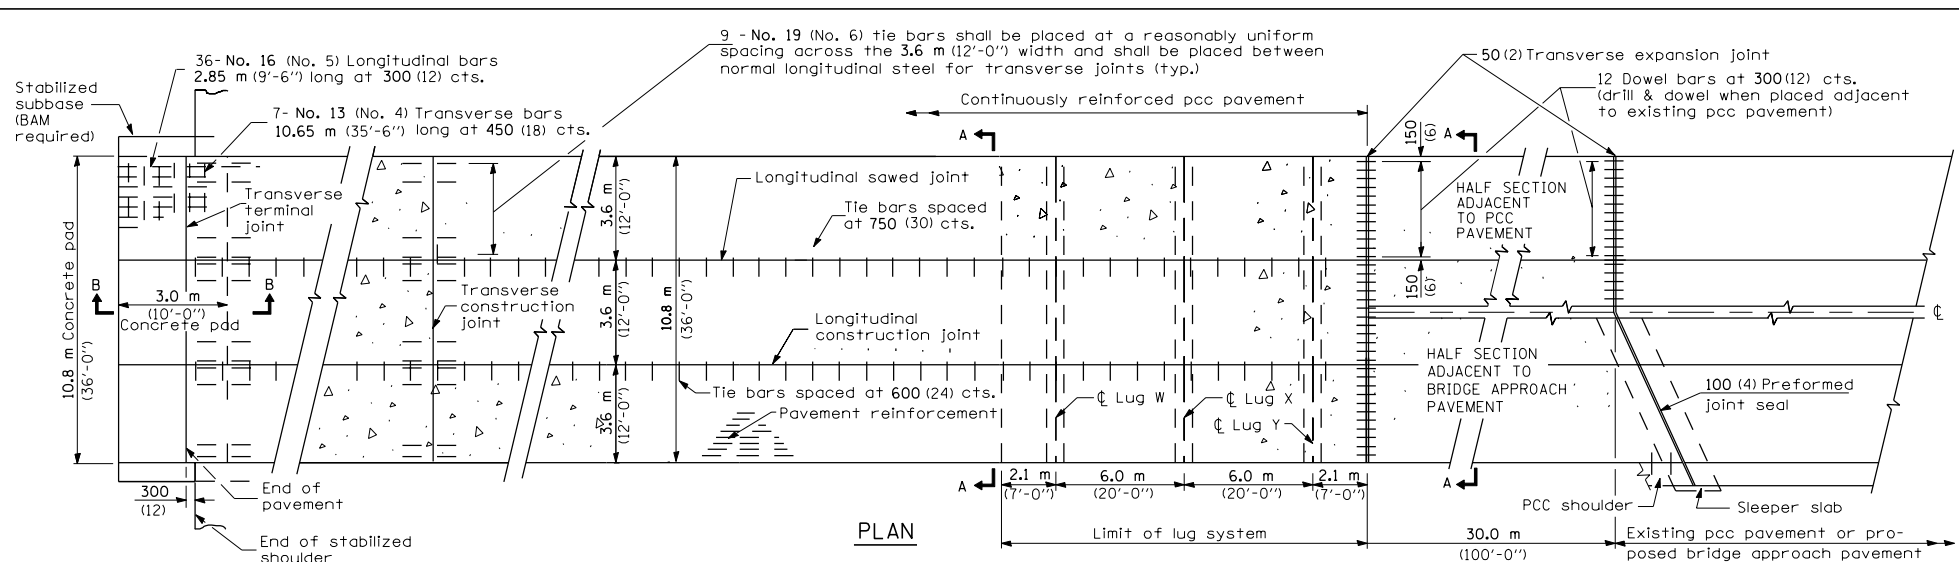 9 - No. 19 (No. 6) tie bars shall be placed at a reasonably uniform
spacing across the 3.6 m (12'-0") width and shall be placed between
normal longitudinal steel for transverse joints (typ.)
36- No. 16 (No. 5) Longitudinal bars
2.85 m (9'-6") long at 300 (12) cts.
50 (2) Transverse expansion joint
12 Dowel bars at 300 (12) cts.
(drill & dowel when placed adjacent
to existing pcc pavement)
Stabilized
subbase
(BAM
required)
7- No. 13 (No. 4) Transverse bars
10.65 m (35'-6") long at 450 (18) cts.
Continuously reinforced pcc pavement
A
A
150
(6)
Transverse
terminal
joint
3.6 m
(12'-0")
Longitudinal sawed joint
Tie bars spaced
at 750 (30) cts.
HALF SECTION
ADJACENT
TO PCC
PAVEMENT
10.8 m Concrete pad
(36'-0")
B
B
3.0 m
(10'-0")
Concrete pad
Transverse
construction
joint
3.6 m
(12'-0")
10.8 m
(36'-0")
Longitudinal
construction joint
150
(6)
℄
HALF SECTION
ADJACENT TO
BRIDGE APPROACH
PAVEMENT
3.6 m
(12'-0")
Tie bars spaced at 600 (24) cts.
Pavement reinforcement
℄ Lug W
℄ Lug X
℄ Lug Y
100 (4) Preformed
joint seal
300
(12)
End of
pavement
End of stabilized
shoulder
A
A
2.1 m
(7'-0")
6.0 m
(20'-0")
6.0 m
(20'-0")
2.1 m
(7'-0")
PCC shoulder
Sleeper slab
PLAN
Limit of lug system
30.0 m
(100'-0")
Existing pcc pavement or pro-
posed bridge approach pavement